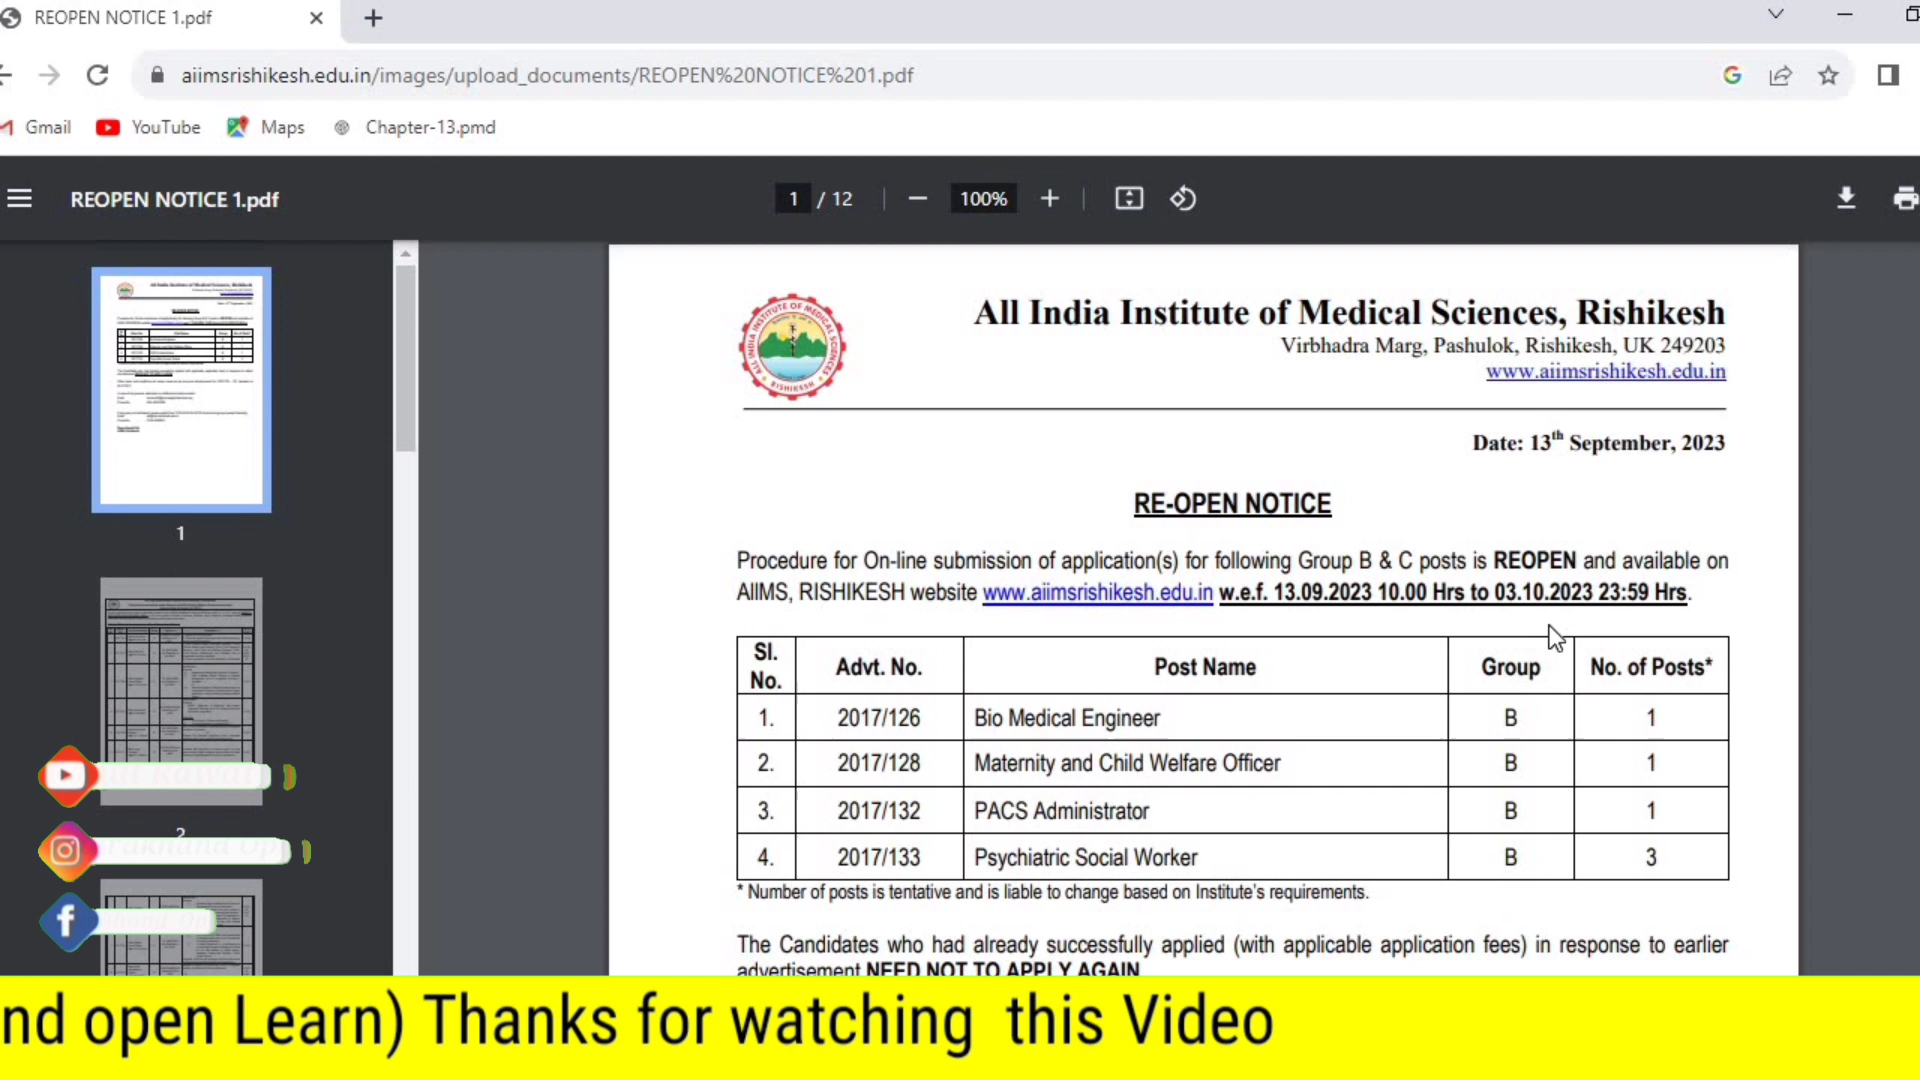 REOPEN NOTICE 1.pdf
aiimsrishikesh.edu.in/images/upload_documents/REOPEN%20NOTICE%201.pdf
Gmail YouTube Maps Chapter-13.pmd
REOPEN NOTICE 1.pdf 1 / 12 100%
1
2
ALL INDIA INSTITUTE OF MEDICAL SCIENCES
RISHIKESH
All India Institute of Medical Sciences, Rishikesh
Virbhadra Marg, Pashulok, Rishikesh, UK 249203
www.aiimsrishikesh.edu.in
Date: 13th September, 2023
RE-OPEN NOTICE
Procedure for On-line submission of application(s) for following Group B & C posts is REOPEN and available on
AIIMS, RISHIKESH website www.aiimsrishikesh.edu.in w.e.f. 13.09.2023 10.00 Hrs to 03.10.2023 23:59 Hrs.
Sl. No. Advt. No. Post Name Group No. of Posts*
1. 2017/126 Bio Medical Engineer B 1
2. 2017/128 Maternity and Child Welfare Officer B 1
3. 2017/132 PACS Administrator B 1
4. 2017/133 Psychiatric Social Worker B 3
* Number of posts is tentative and is liable to change based on Institute's requirements.
The Candidates who had already successfully applied (with applicable application fees) in response to earlier
advertisement NEED NOT TO APPLY AGAIN
nd open Learn) Thanks for watching this Video